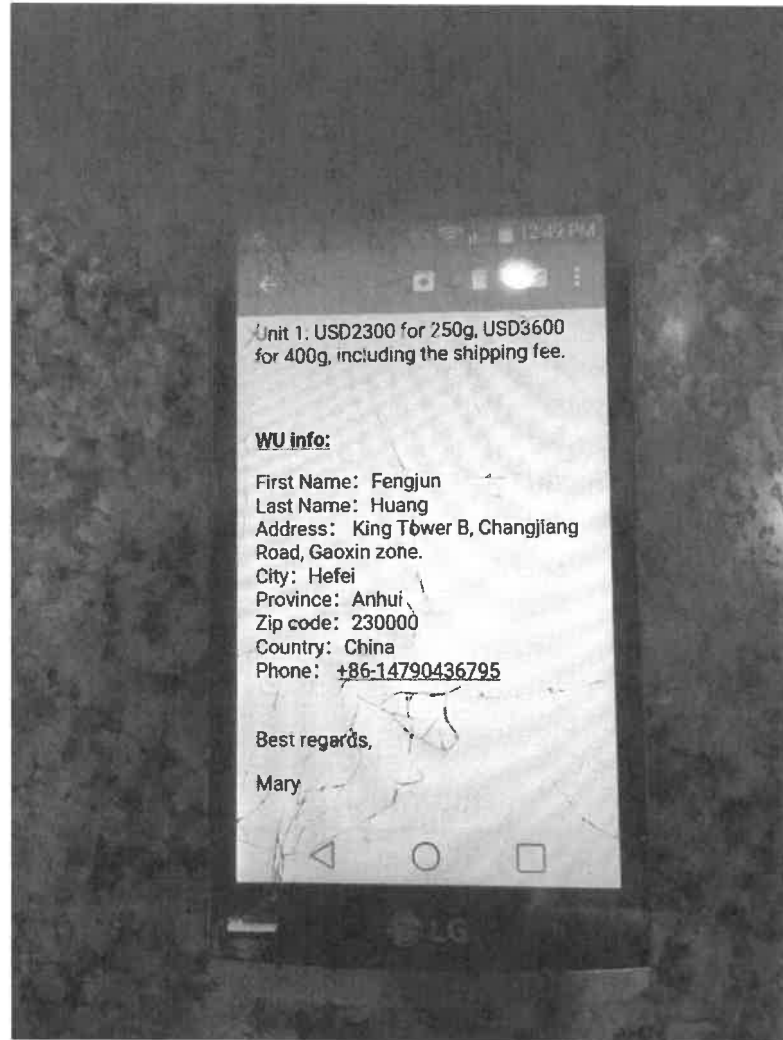 12:49 PM
Unit 1: USD2300 for 250g, USD3600
for 400g, including the shipping fee.
WU info:
First Name: Fengjun
Last Name: Huang
Address: King Tower B, Changjiang
Road, Gaoxin zone.
City: Hefei
Province: Anhui
Zip code: 230000
Country: China
Phone: +86-14790436795
Best regards,
Mary
LG